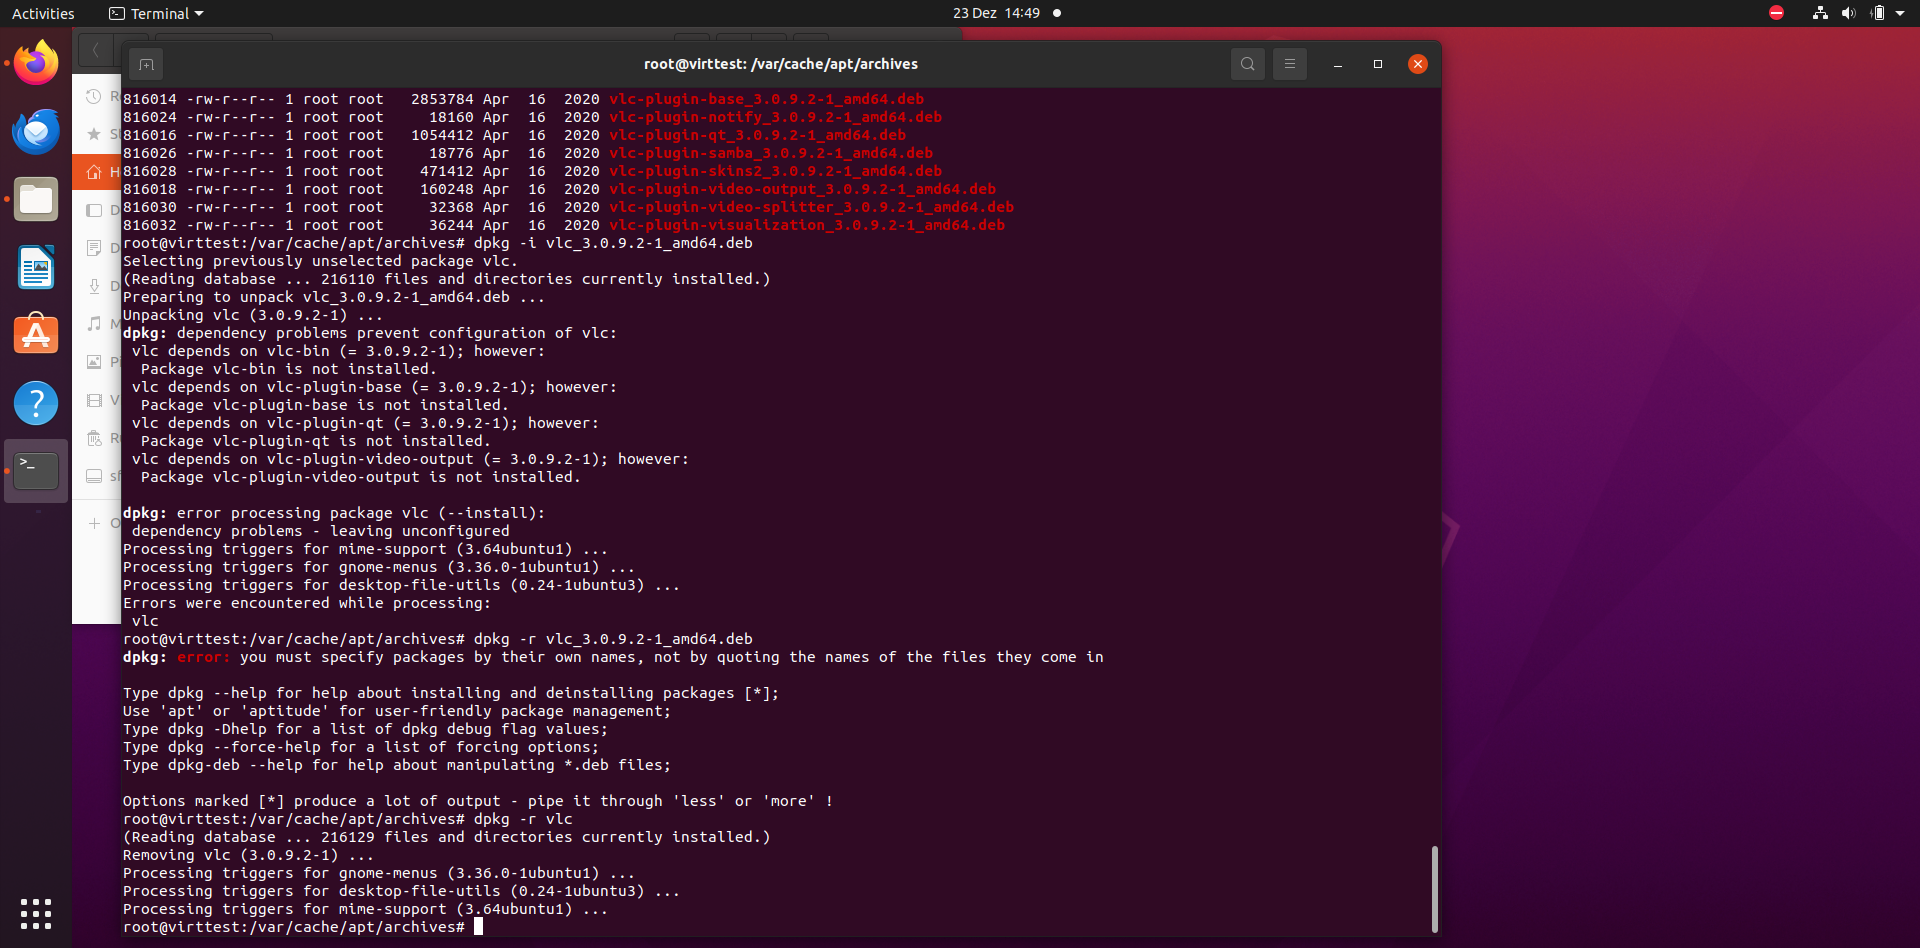 Activities
Terminal
23 Dez 14:49
root@virttest: /var/cache/apt/archives
816014 -rw-r--r-- 1 root root   2853784 Apr  16  2020 vlc-plugin-base_3.0.9.2-1_amd64.deb
816024 -rw-r--r-- 1 root root     18160 Apr  16  2020 vlc-plugin-notify_3.0.9.2-1_amd64.deb
816016 -rw-r--r-- 1 root root   1054412 Apr  16  2020 vlc-plugin-qt_3.0.9.2-1_amd64.deb
816026 -rw-r--r-- 1 root root     18776 Apr  16  2020 vlc-plugin-samba_3.0.9.2-1_amd64.deb
816028 -rw-r--r-- 1 root root    471412 Apr  16  2020 vlc-plugin-skins2_3.0.9.2-1_amd64.deb
816018 -rw-r--r-- 1 root root    160248 Apr  16  2020 vlc-plugin-video-output_3.0.9.2-1_amd64.deb
816030 -rw-r--r-- 1 root root     32368 Apr  16  2020 vlc-plugin-video-splitter_3.0.9.2-1_amd64.deb
816032 -rw-r--r-- 1 root root     36244 Apr  16  2020 vlc-plugin-visualization_3.0.9.2-1_amd64.deb
root@virttest:/var/cache/apt/archives# dpkg -i vlc_3.0.9.2-1_amd64.deb
Selecting previously unselected package vlc.
(Reading database ... 216110 files and directories currently installed.)
Preparing to unpack vlc_3.0.9.2-1_amd64.deb ...
Unpacking vlc (3.0.9.2-1) ...
dpkg: dependency problems prevent configuration of vlc:
 vlc depends on vlc-bin (= 3.0.9.2-1); however:
  Package vlc-bin is not installed.
 vlc depends on vlc-plugin-base (= 3.0.9.2-1); however:
  Package vlc-plugin-base is not installed.
 vlc depends on vlc-plugin-qt (= 3.0.9.2-1); however:
  Package vlc-plugin-qt is not installed.
 vlc depends on vlc-plugin-video-output (= 3.0.9.2-1); however:
  Package vlc-plugin-video-output is not installed.

dpkg: error processing package vlc (--install):
 dependency problems - leaving unconfigured
Processing triggers for mime-support (3.64ubuntu1) ...
Processing triggers for gnome-menus (3.36.0-1ubuntu1) ...
Processing triggers for desktop-file-utils (0.24-1ubuntu3) ...
Errors were encountered while processing:
 vlc
root@virttest:/var/cache/apt/archives# dpkg -r vlc_3.0.9.2-1_amd64.deb
dpkg: error: you must specify packages by their own names, not by quoting the names of the files they come in

Type dpkg --help for help about installing and deinstalling packages [*];
Use 'apt' or 'aptitude' for user-friendly package management;
Type dpkg -Dhelp for a list of dpkg debug flag values;
Type dpkg --force-help for a list of forcing options;
Type dpkg-deb --help for help about manipulating *.deb files;

Options marked [*] produce a lot of output - pipe it through 'less' or 'more' !
root@virttest:/var/cache/apt/archives# dpkg -r vlc
(Reading database ... 216129 files and directories currently installed.)
Removing vlc (3.0.9.2-1) ...
Processing triggers for gnome-menus (3.36.0-1ubuntu1) ...
Processing triggers for desktop-file-utils (0.24-1ubuntu3) ...
Processing triggers for mime-support (3.64ubuntu1) ...
root@virttest:/var/cache/apt/archives#